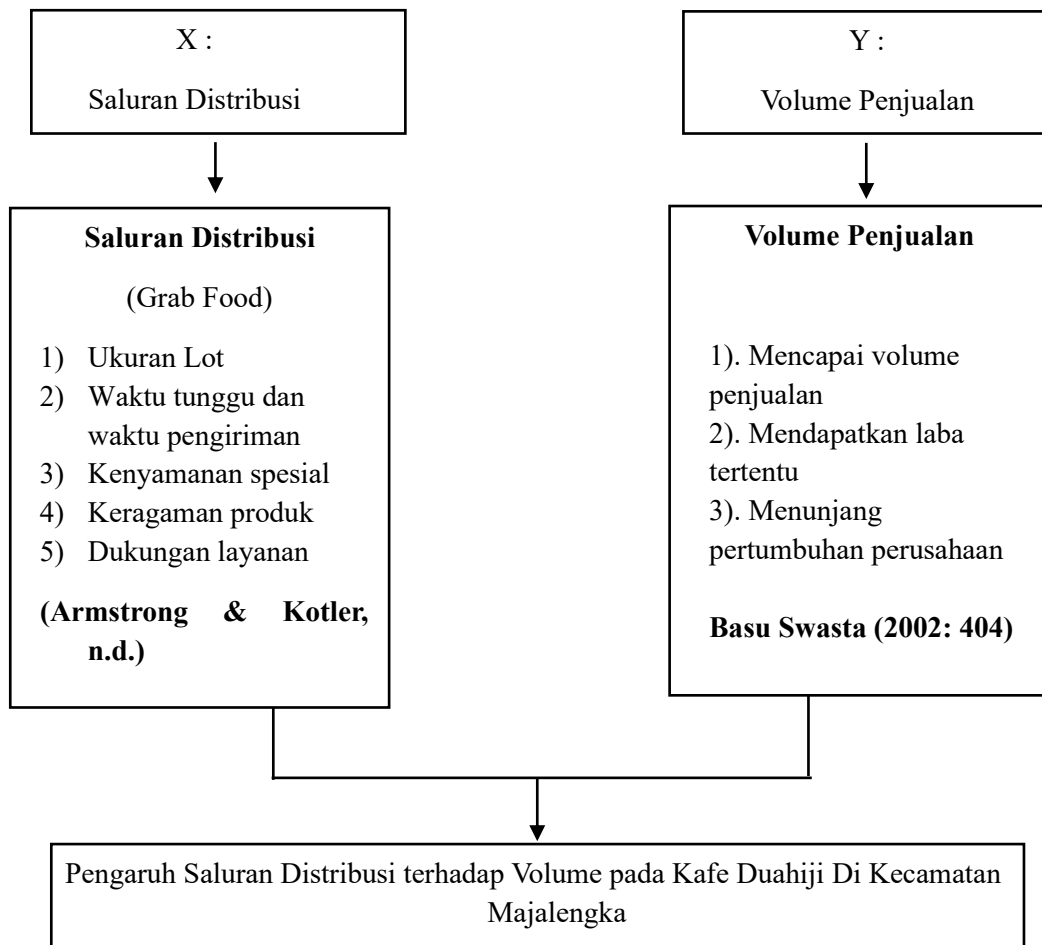 X :
Saluran Distribusi
Y :
Volume Penjualan
Saluran Distribusi
(Grab Food)
1) Ukuran Lot
2) Waktu tunggu dan
waktu pengiriman
3) Kenyamanan spesial
4) Keragaman produk
5) Dukungan layanan
(Armstrong & Kotler,
n.d.)
Volume Penjualan
1). Mencapai volume
penjualan
2). Mendapatkan laba
tertentu
3). Menunjang
pertumbuhan perusahaan
Basu Swasta (2002: 404)
Pengaruh Saluran Distribusi terhadap Volume pada Kafe Duahiji Di Kecamatan
Majalengka